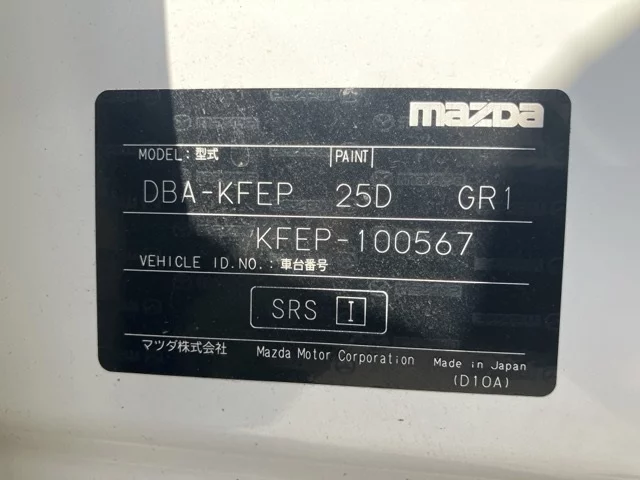 mazda
MODEL:型式 PAINT
DBA-KFEP 25D GR1
KFEP-100567
VEHICLE ID.NO.:車台番号
SRS I
マツダ株式会社 Mazda Motor Corporation Made in Japan
(D10A)